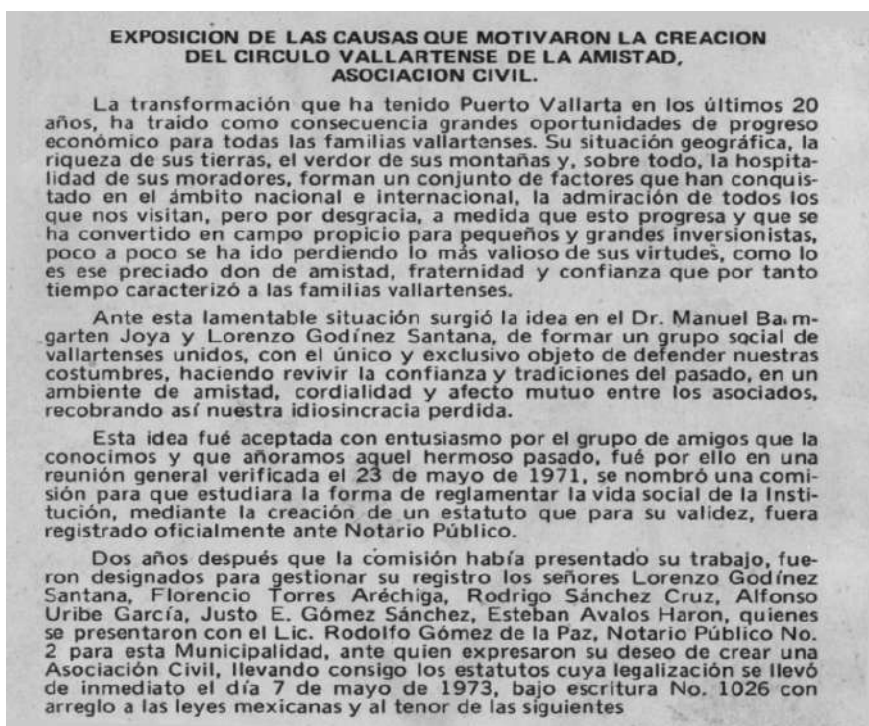 EXPOSICION DE LAS CAUSAS QUE MOTIVARON LA CREACION
DEL CIRCULO VALLARTENSE DE LA AMISTAD,
ASOCIACION CIVIL.
La transformación que ha tenido Puerto Vallarta en los últimos 20
años, ha traido como consecuencia grandes oportunidades de progreso
económico para todas las familias vallartenses. Su situación geográfica, la
riqueza de sus tierras, el verdor de sus montañas y, sobre todo, la hospita-
lidad de sus moradores, forman un conjunto de factores que han conquis-
tado en el ámbito nacional e internacional, la admiración de todos los
que nos visitan, pero por desgracia, a medida que esto progresa y que se
ha convertido en campo propicio para pequeños y grandes inversionistas,
poco a poco se ha ido perdiendo lo más valioso de sus virtudes, como lo
es ese preciado don de amistad, fraternidad y confianza que por tanto
tiempo caracterizó a las familias vallartenses.
Ante esta lamentable situación surgió la idea en el Dr. Manuel Baumgarten
Joya y Lorenzo Godínez Santana, de formar un grupo social de
vallartenses unidos, con el único y exclusivo objeto de defender nuestras
costumbres, haciendo revivir la confianza y tradiciones del pasado, en un
ambiente de amistad, cordialidad y afecto mutuo entre los asociados,
recobrando así nuestra idiosincracia perdida.
Esta idea fué aceptada con entusiasmo por el grupo de amigos que la
conocimos y que añoramos aquel hermoso pasado, fué por ello en una
reunión general verificada el 23 de mayo de 1971, se nombró una comi-
sión para que estudiara la forma de reglamentar la vida social de la Insti-
tución, mediante la creación de un estatuto que para su validez, fuera
registrado oficialmente ante Notario Público.
Dos años después que la comisión había presentado su trabajo, fue-
ron designados para gestionar su registro los señores Lorenzo Godínez
Santana, Florencio Torres Aréchiga, Rodrigo Sánchez Cruz, Alfonso
Uribe García, Justo E. Gómez Sánchez, Esteban Avalos Haron, quienes
se presentaron con el Lic. Rodolfo Gómez de la Paz, Notario Público No.
2 para esta Municipalidad, ante quien expresaron su deseo de crear una
Asociación Civil, llevando consigo los estatutos cuya legalización se llevó
de inmediato el día 7 de mayo de 1973, bajo escritura No. 1026 con
arreglo a las leyes mexicanas y al tenor de las siguientes